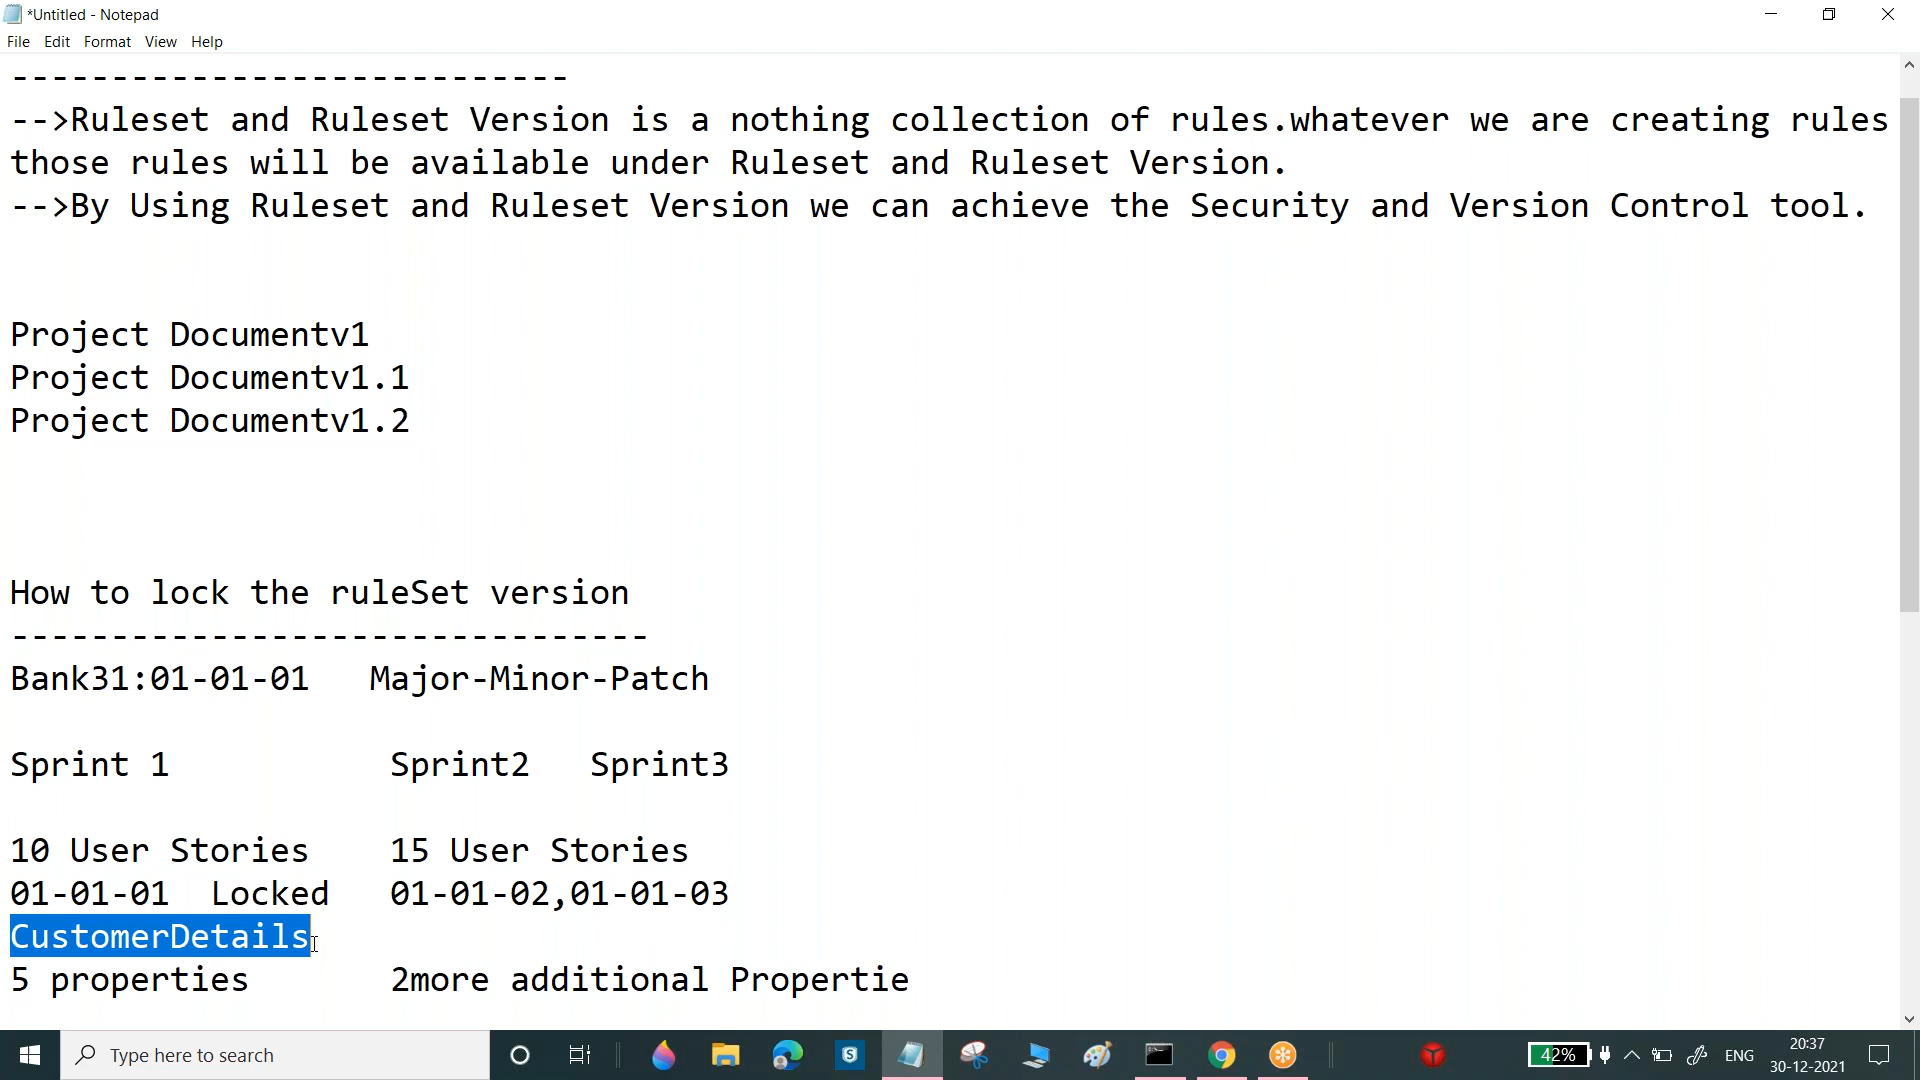 *Untitled - Notepad
File Edit Format View Help
----------------------------
-->Ruleset and Ruleset Version is a nothing collection of rules.whatever we are creating rules
those rules will be available under Ruleset and Ruleset Version.
-->By Using Ruleset and Ruleset Version we can achieve the Security and Version Control tool.
Project Documentv1
Project Documentv1.1
Project Documentv1.2
How to lock the ruleSet version
--------------------------------
Bank31:01-01-01 Major-Minor-Patch
Sprint 1 Sprint2 Sprint3
10 User Stories 15 User Stories
01-01-01 Locked 01-01-02,01-01-03
CustomerDetails
5 properties 2more additional Propertie
Type here to search
42%
ENG
20:37
30-12-2021